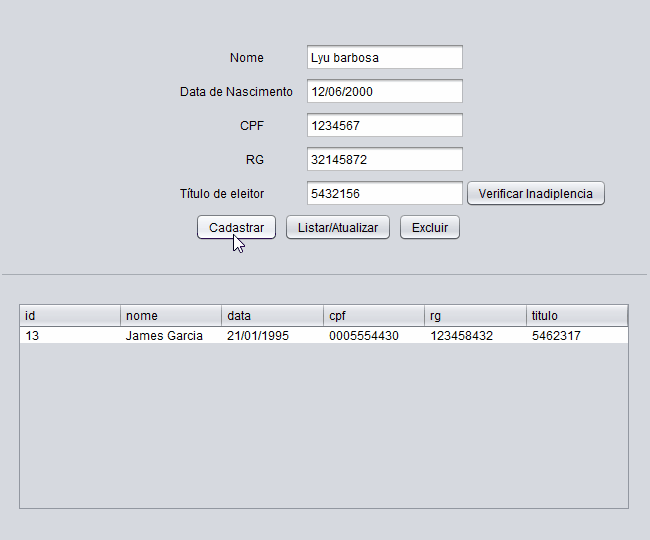 Nome Lyu barbosa
Data de Nascimento 12/06/2000
CPF 1234567
RG 32145872
Título de eleitor 5432156 Verificar Inadiplencia
Cadastrar Listar/Atualizar Excluir
id nome data cpf rg titulo
13 James Garcia 21/01/1995 0005554430 123458432 5462317